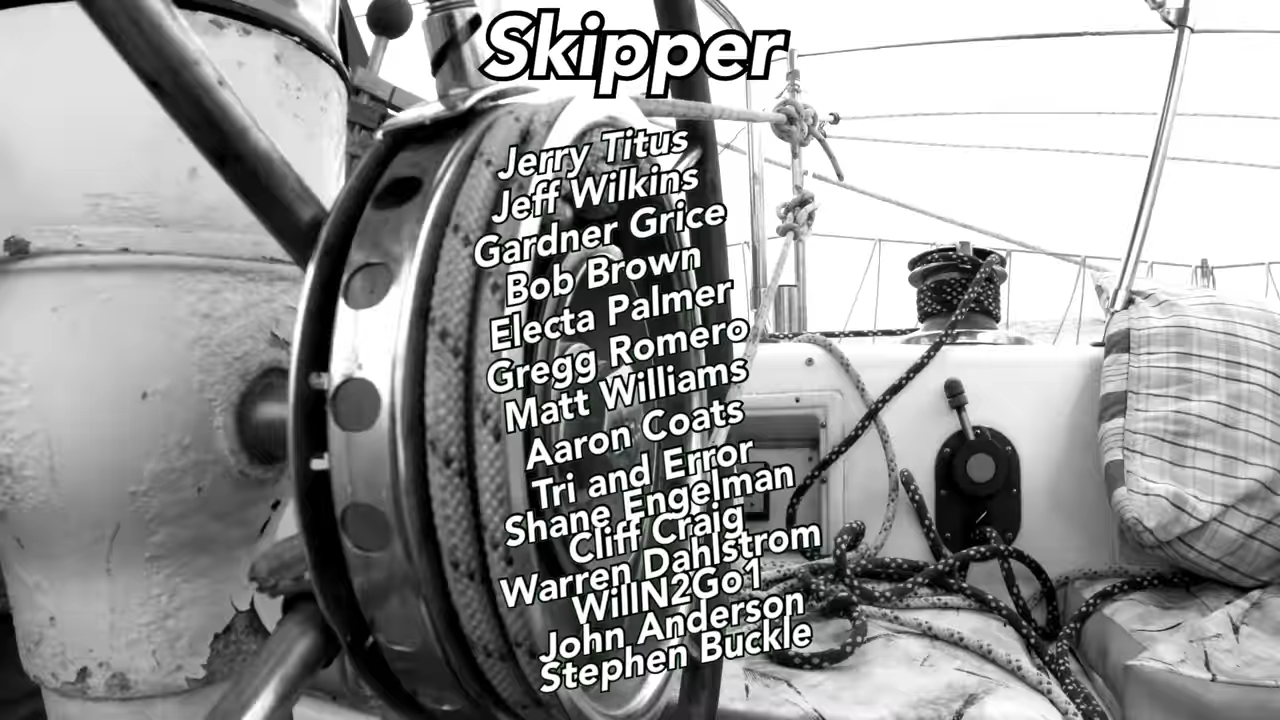 Skipper
Jerry Titus
Jeff Wilkins
Gardner Grice
Bob Brown
Electa Palmer
Gregg Romero
Matt Williams
Aaron Coats
Tri and Error
Shane Engelman
Cliff Craig
Warren Dahlstrom
WillN2Go1
John Anderson
Stephen Buckle